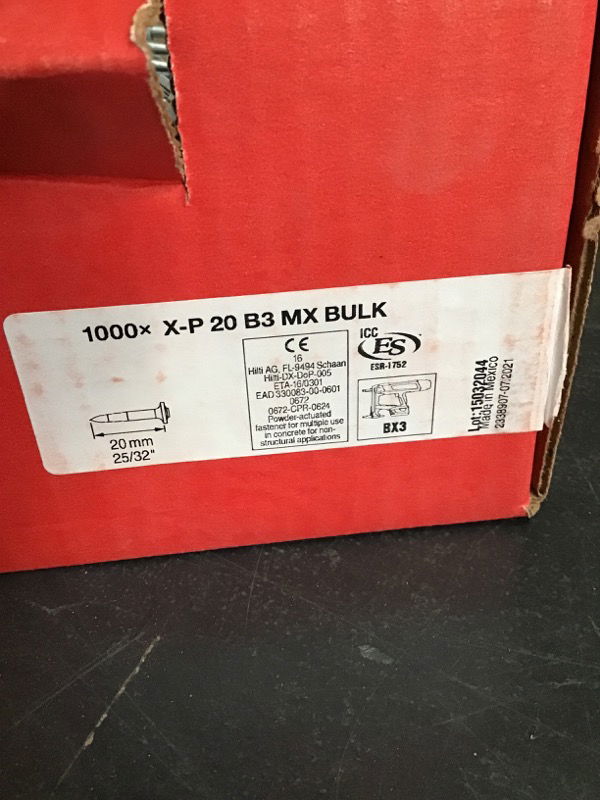 1000× X-P 20 B3 MX BULK
20 mm
25/32"
CE
16
Hilti AG, FL-9494 Schaan
Hilti-DX-DoP-005
ETA-16/0301
EAD 330083-00-0601
0672
0672-CPR-0624
Powder-actuated
fastener for multiple use
in concrete for non-
structural applications
ICC
ES
ESR-1752
BX3
Lot:15032044
Made in Mexico
2338907-07/2021